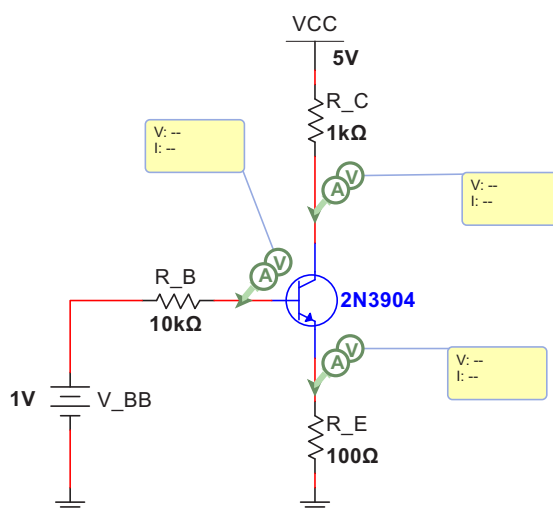 VCC
5V
R_C
1kΩ
V: --
I: --
A V
V: --
I: --
A V
R_B
10kΩ
2N3904
A V
V: --
I: --
1V
V_BB
R_E
100Ω